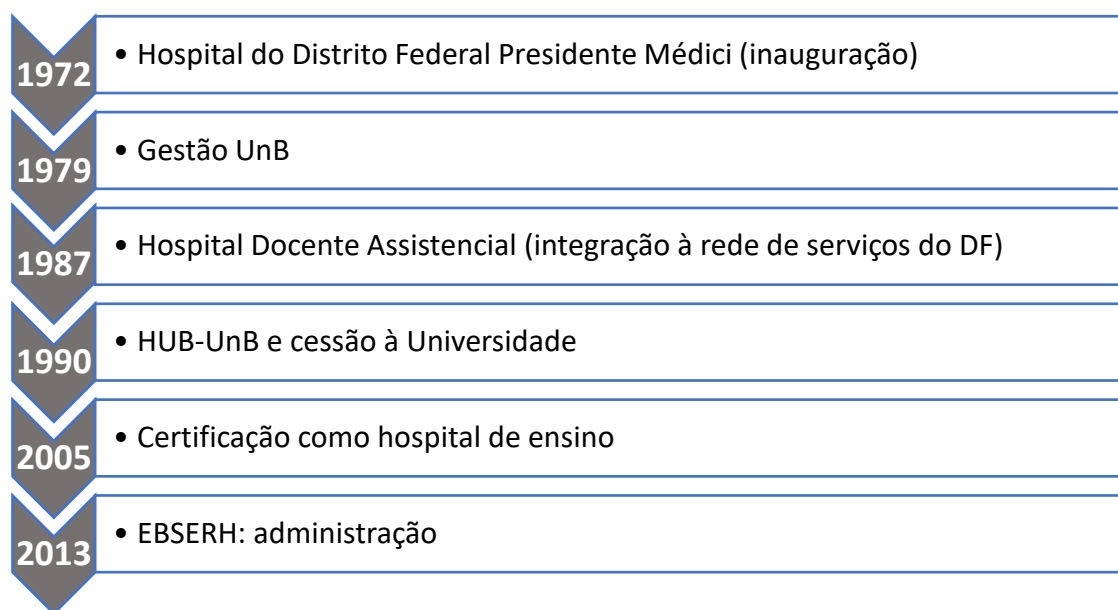 1972
• Hospital do Distrito Federal Presidente Médici (inauguração)
1979
• Gestão UnB
1987
• Hospital Docente Assistencial (integração à rede de serviços do DF)
1990
• HUB-UnB e cessão à Universidade
2005
• Certificação como hospital de ensino
2013
• EBSERH: administração